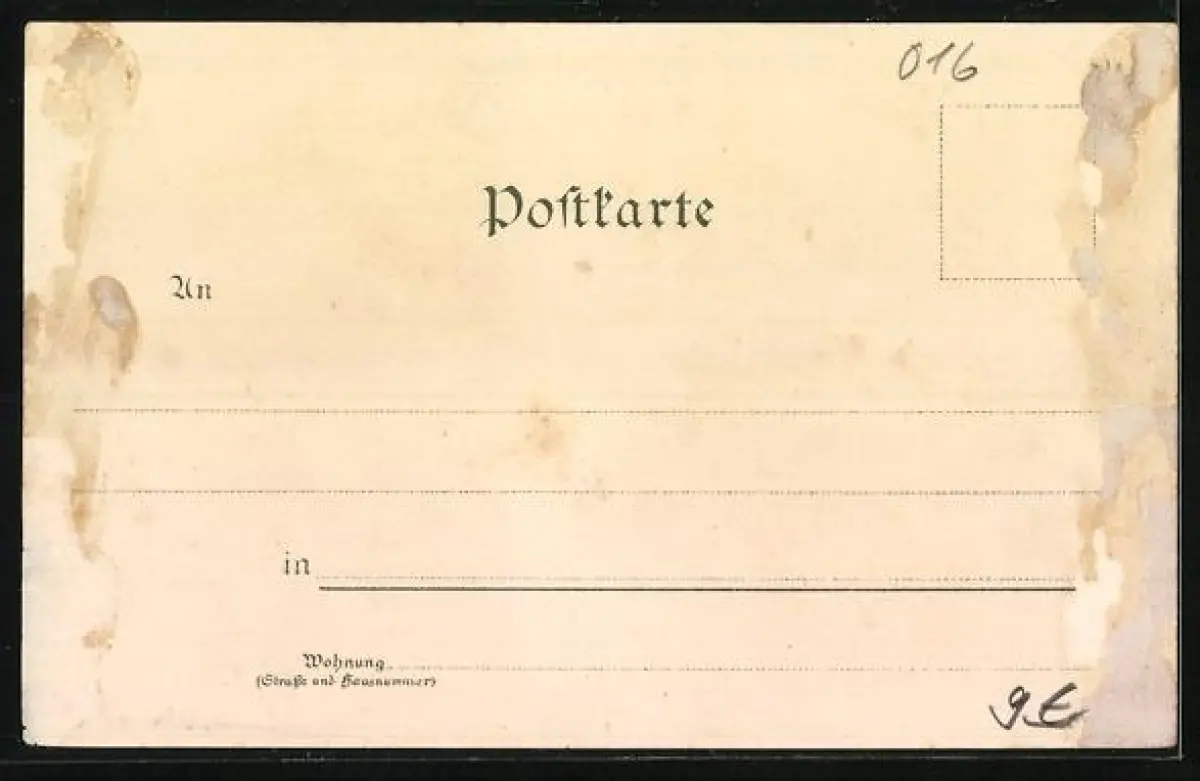 016
Postkarte
An
in
Wohnung
(Straße und Hausnummer)
9€